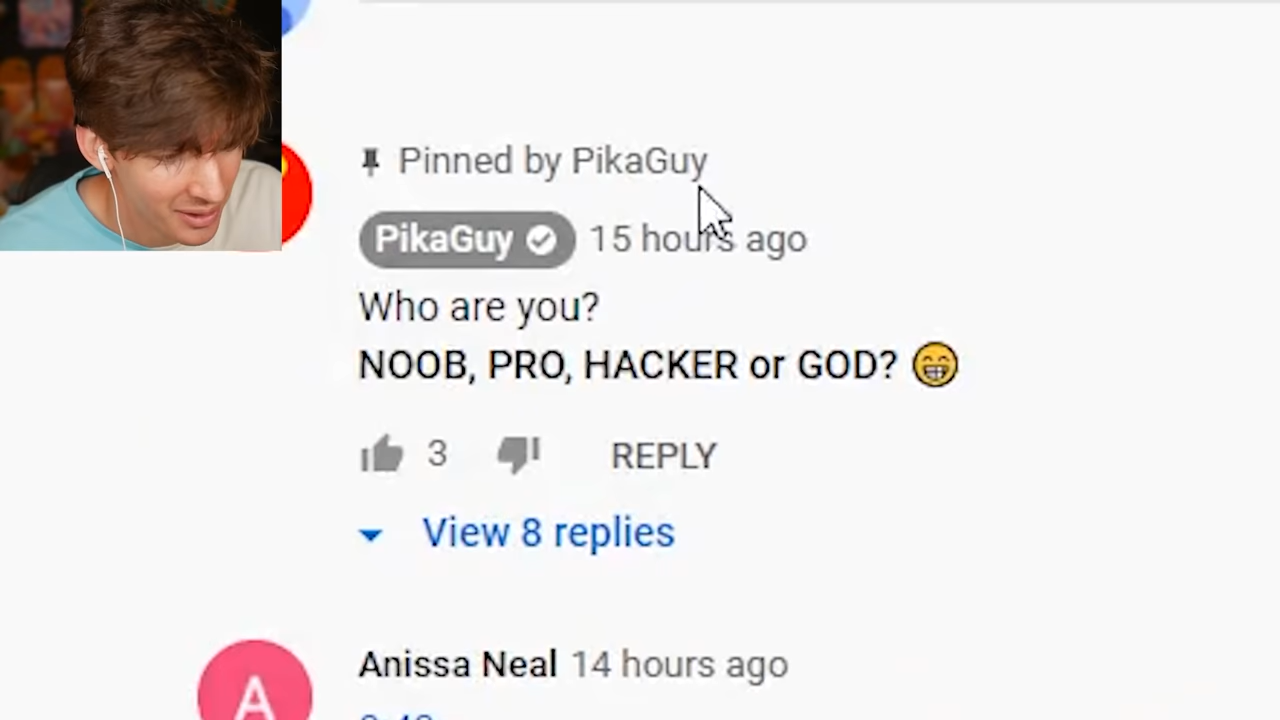 Pinned by PikaGuy
PikaGuy 15 hours ago
Who are you?
NOOB, PRO, HACKER or GOD? 😁
3 REPLY
View 8 replies
Anissa Neal 14 hours ago
A